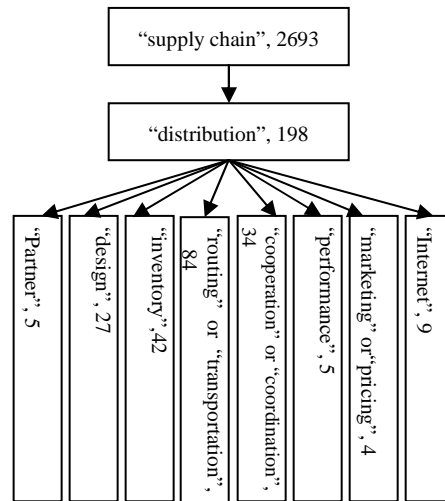 “supply chain”, 2693
“distribution”, 198
“Partner”, 5
“design”, 27
“inventory”,42
“routing” or “transportation”,
84
“cooperation” or “coordination”,
34
“performance”, 5
“marketing” or“pricing”, 4
“Internet”, 9